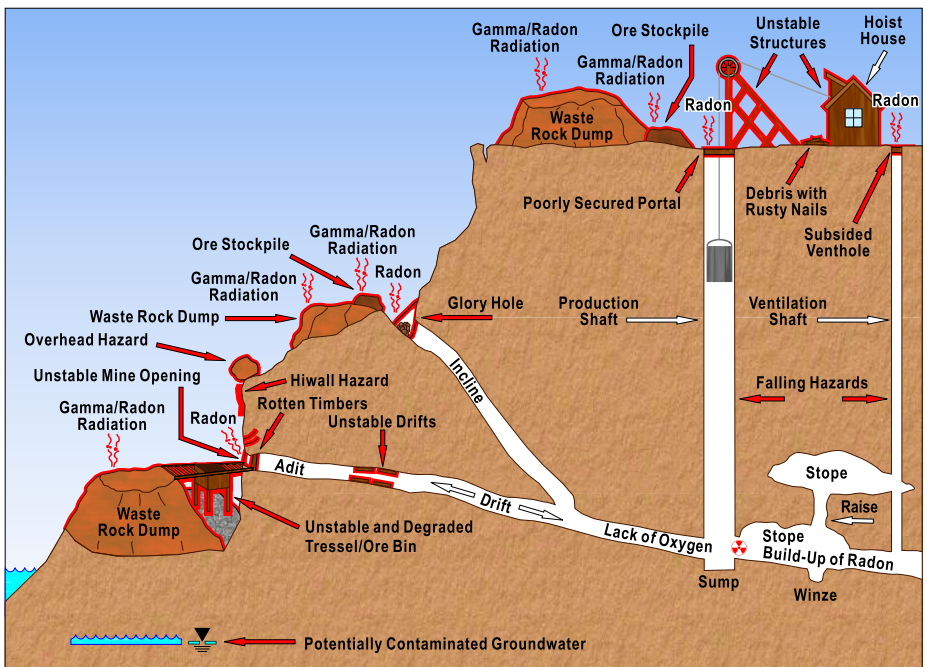 Gamma/Radon
Radiation
Ore Stockpile
Unstable
Structures
Hoist
House
Gamma/Radon
Radiation
Radon
Radon
Waste
Rock Dump
Poorly Secured Portal
Debris with
Rusty Nails
Subsided
Venthole
Ore Stockpile
Gamma/Radon
Radiation
Radon
Gamma/Radon
Radiation
Waste Rock Dump
Glory Hole
Production
Shaft
Ventilation
Shaft
Overhead Hazard
Unstable Mine Opening
Hiwall Hazard
Incline
Falling Hazards
Rotten Timbers
Gamma/Radon
Radiation
Radon
Unstable Drifts
Adit
Stope
Drift
Raise
Waste
Rock Dump
Unstable and Degraded
Tressel/Ore Bin
Lack of Oxygen
Stope
Build-Up of Radon
Sump
Winze
Potentially Contaminated Groundwater